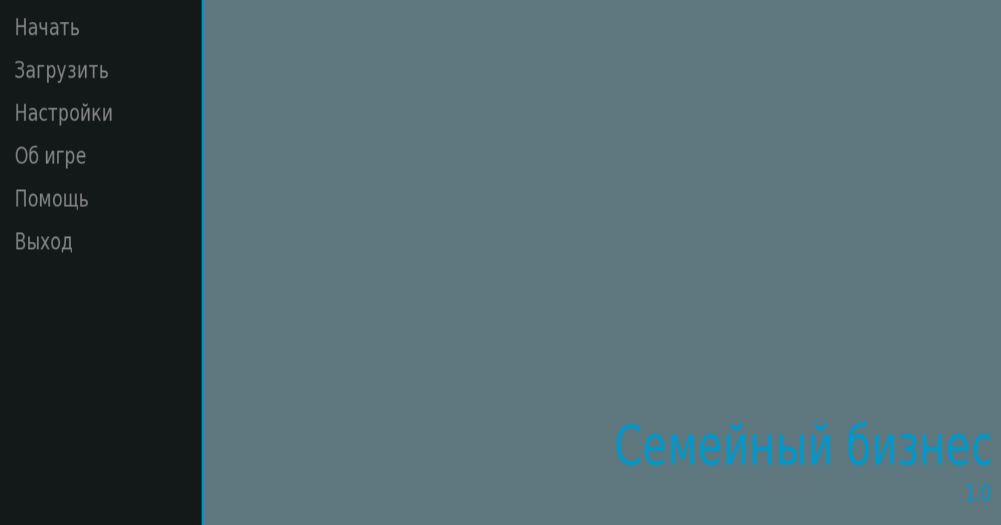 Начать
Загрузить
Настройки
Об игре
Помощь
Выход
Семейный бизнес
1.0